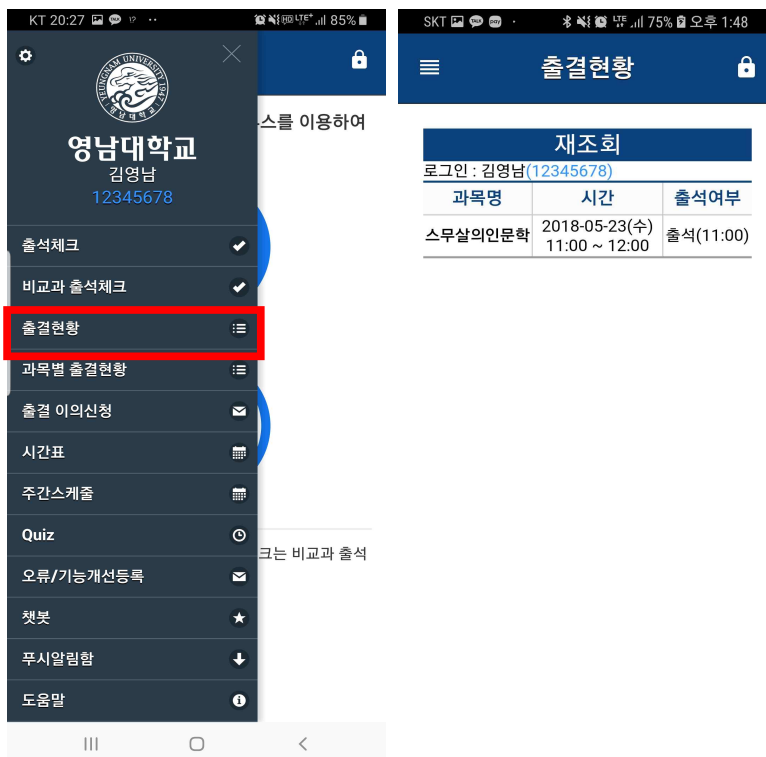 KT 20:27
LTE+ 85%
YEUNGNAM UNIVERSITY 1947
영남대학교
김영남
12345678
스를 이용하여
출석체크
비교과 출석체크
출결현황
과목별 출결현황
출결 이의신청
시간표
주간스케줄
Quiz
크는 비교과 출석
오류/기능개선등록
챗봇
푸시알림함
도움말
SKT
pay
LTE 75% 오후 1:48
출결현황
재조회
로그인 : 김영남(12345678)
과목명 시간 출석여부
스무살의인문학 2018-05-23(수) 11:00 ~ 12:00 출석(11:00)